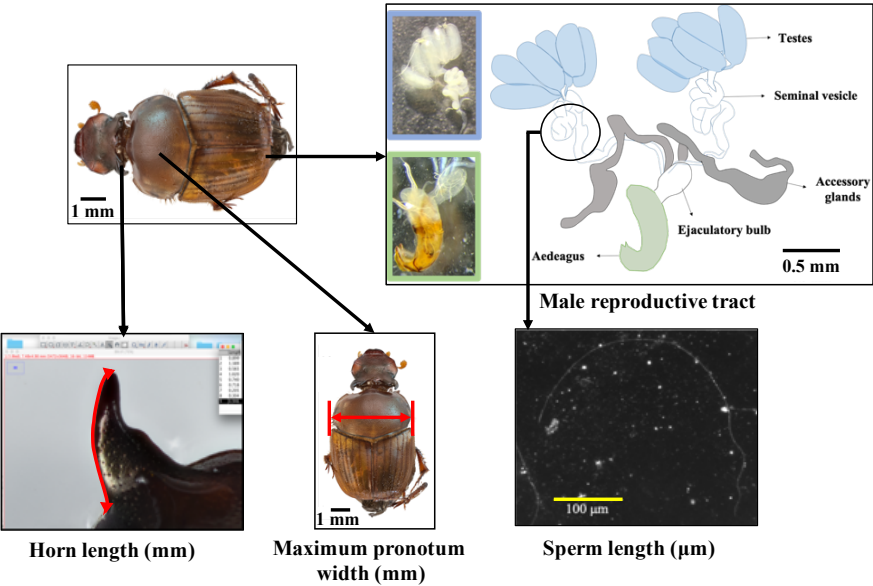 Testes
Seminal vesicle
Accessory
glands
Ejaculatory bulb
Aedeagus
0.5 mm
1 mm
Male reproductive tract
1 mm
100 μm
Horn length (mm)
Maximum pronotum
width (mm)
Sperm length (μm)